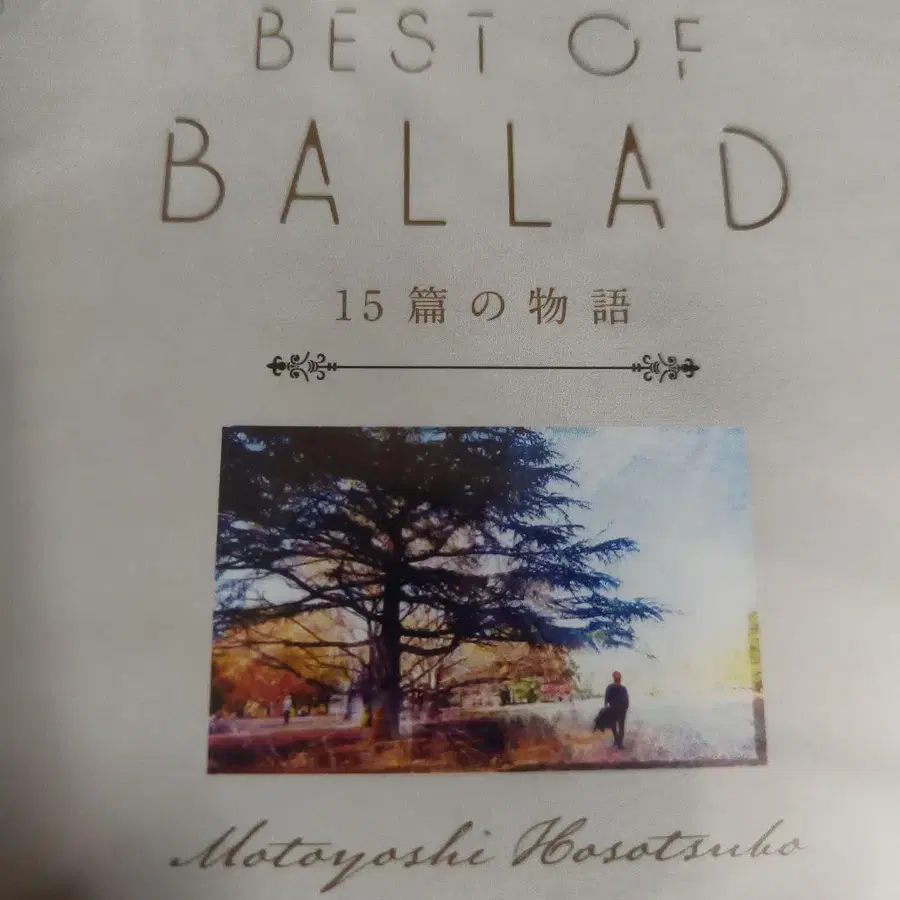 BEST OF
BALLAD
15篇の物語
Motoyoshi Hosotsubo